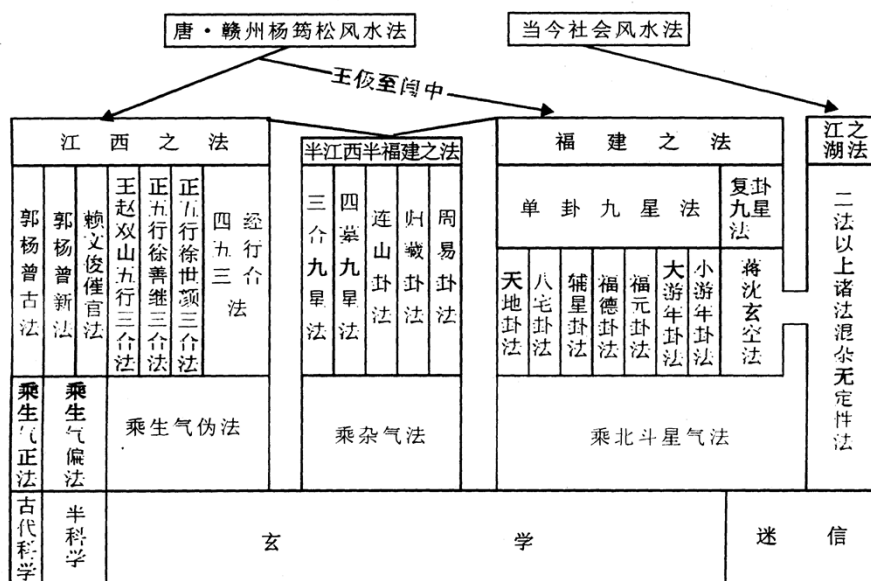 唐·赣州杨筠松风水法
当今社会风水法
王伋至闽中
江西之法
半江西半福建之法
福建之法
江湖之法
郭杨曾古法
郭杨曾新法
赖文俊催官法
王赵双山五行三合法
正五行徐善继三合法
正五行徐世颜三合法
四经九行三合法
三合九星法
四墓九星法
连山卦法
归藏卦法
周易卦法
单卦九星法
复卦九星法
天地卦法
八宅卦法
辅星卦法
福德卦法
福元卦法
大游年卦法
小游年卦法
蒋沈玄空法
二法以上诸法混杂无定性法
乘生气正法
乘生气偏法
乘生气伪法
乘杂气法
乘北斗星气法
古代科学
半科学
玄学
迷信